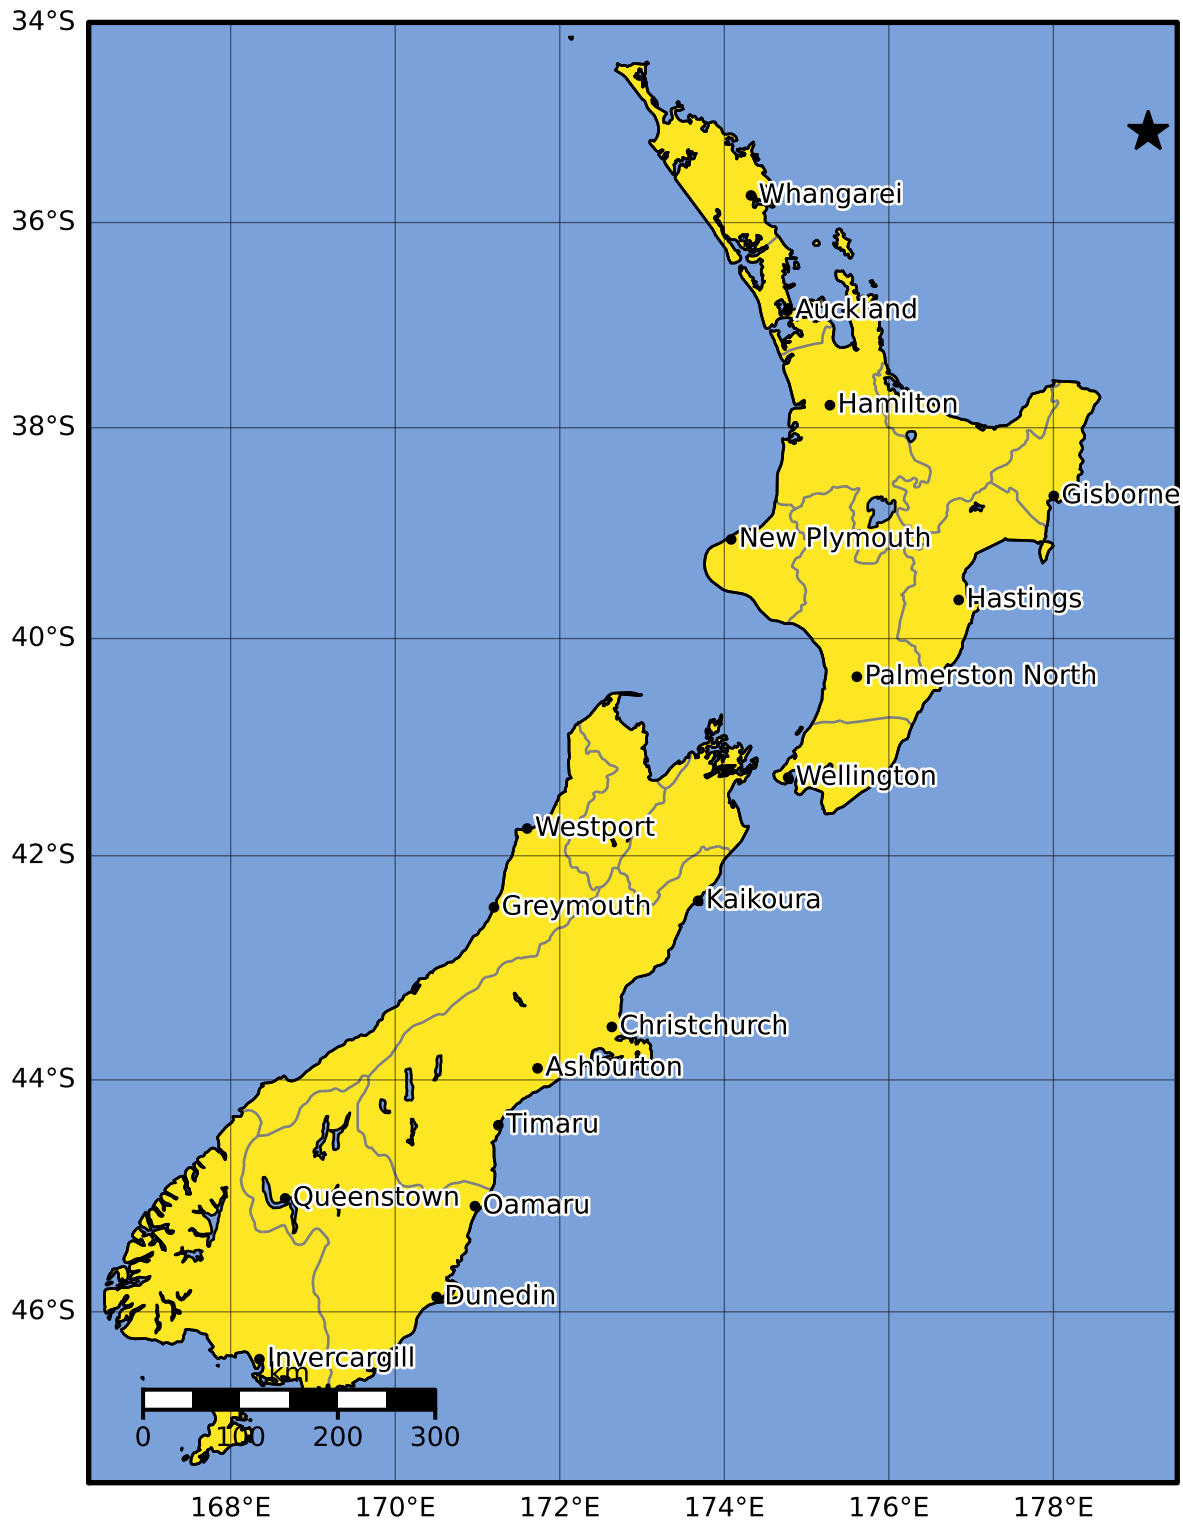 34°S
Whangarei
36°S
Auckland
Hamilton
38°S
Gisborne
New Plymouth
Hastings
40°S
Palmerston North
Wellington
Westport
42°S
Kaikoura
Greymouth
Christchurch
Ashburton
44°S
Timaru
Queenstown
Oamaru
Dunedin
46°S
Invercargill
km
0 100 200 300
168°E 170°E 172°E 174°E 176°E 178°E